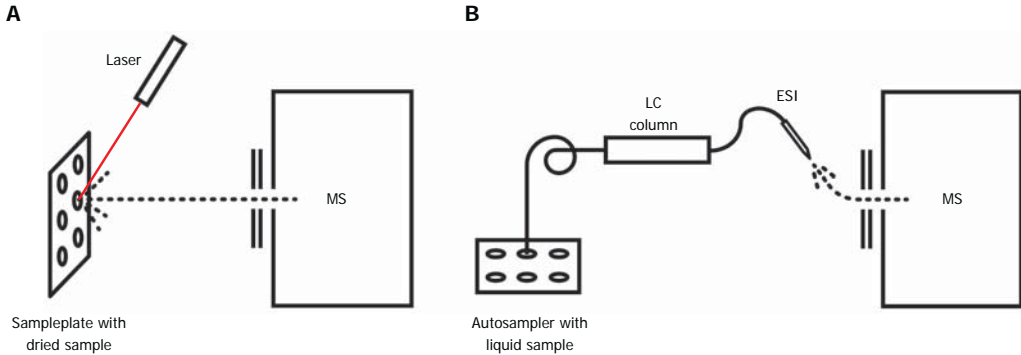 A
Laser
MS
Sampleplate with
dried sample
B
LC
column
ESI
MS
Autosampler with
liquid sample